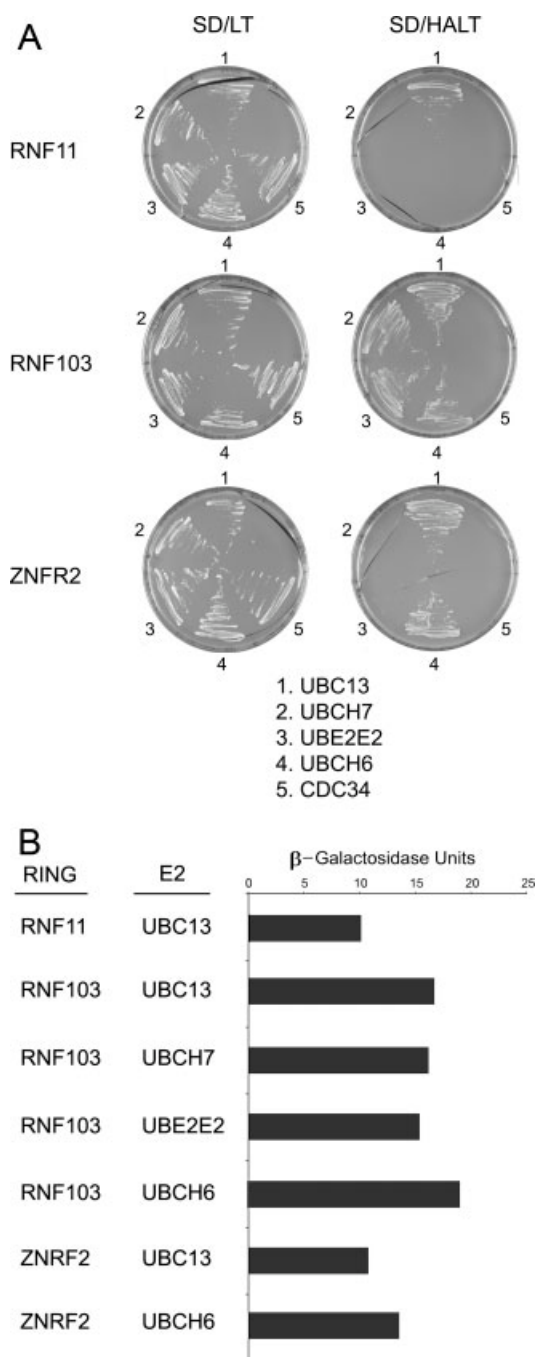 A
SD/LT SD/HALT
1 1
2 2
RNF11
3 5 3 5
4 4
1 1
2 2
RNF103
3 5 3 5
4 4
1 1
2 2
ZNFR2
3 5 3 5
4 4
1. UBC13
2. UBCH7
3. UBE2E2
4. UBCH6
5. CDC34
B
β-Galactosidase Units
RING E2
0 5 10 15 20 25
RNF11 UBC13
RNF103 UBC13
RNF103 UBCH7
RNF103 UBE2E2
RNF103 UBCH6
ZNRF2 UBC13
ZNRF2 UBCH6